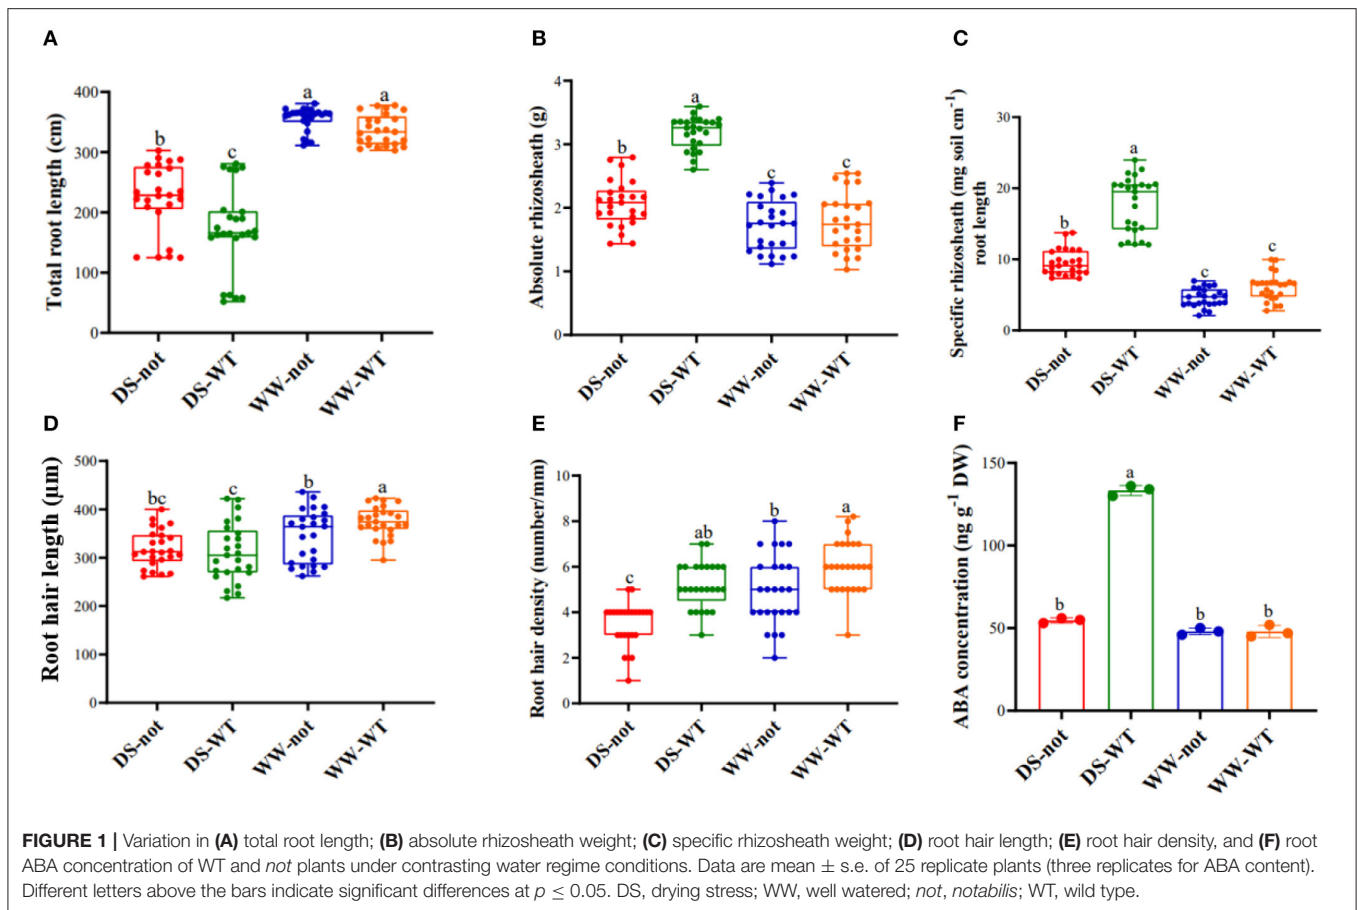 A
Total root length (cm)
400
300
200
100
0
b
c
a
a
DS-not
DS-WT
WW-not
WW-WT
B
Absolute rhizosheath (g)
4
3
2
1
0
b
a
c
c
DS-not
DS-WT
WW-not
WW-WT
C
Specific rhizosheath (mg soil cm⁻¹)
root length
30
20
10
0
b
a
c
c
DS-not
DS-WT
WW-not
WW-WT
D
Root hair length (µm)
500
400
300
200
100
0
bc
c
b
a
DS-not
DS-WT
WW-not
WW-WT
E
Root hair density (number/mm)
10
8
6
4
2
0
c
ab
b
a
DS-not
DS-WT
WW-not
WW-WT
F
ABA concentration (ng g⁻¹ DW)
150
100
50
0
b
a
b
b
DS-not
DS-WT
WW-not
WW-WT
FIGURE 1 | Variation in (A) total root length; (B) absolute rhizosheath weight; (C) specific rhizosheath weight; (D) root hair length; (E) root hair density, and (F) root
ABA concentration of WT and not plants under contrasting water regime conditions. Data are mean ± s.e. of 25 replicate plants (three replicates for ABA content).
Different letters above the bars indicate significant differences at p ≤ 0.05. DS, drying stress; WW, well watered; not, notabilis; WT, wild type.